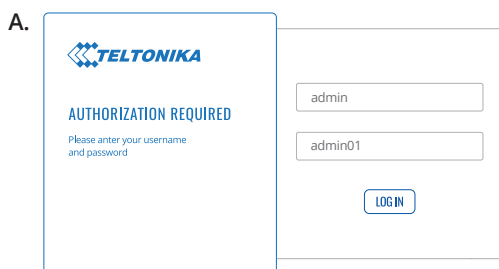 A.
TELTONIKA
AUTHORIZATION REQUIRED
Please anter your username
and password
admin
admin01
LOG IN